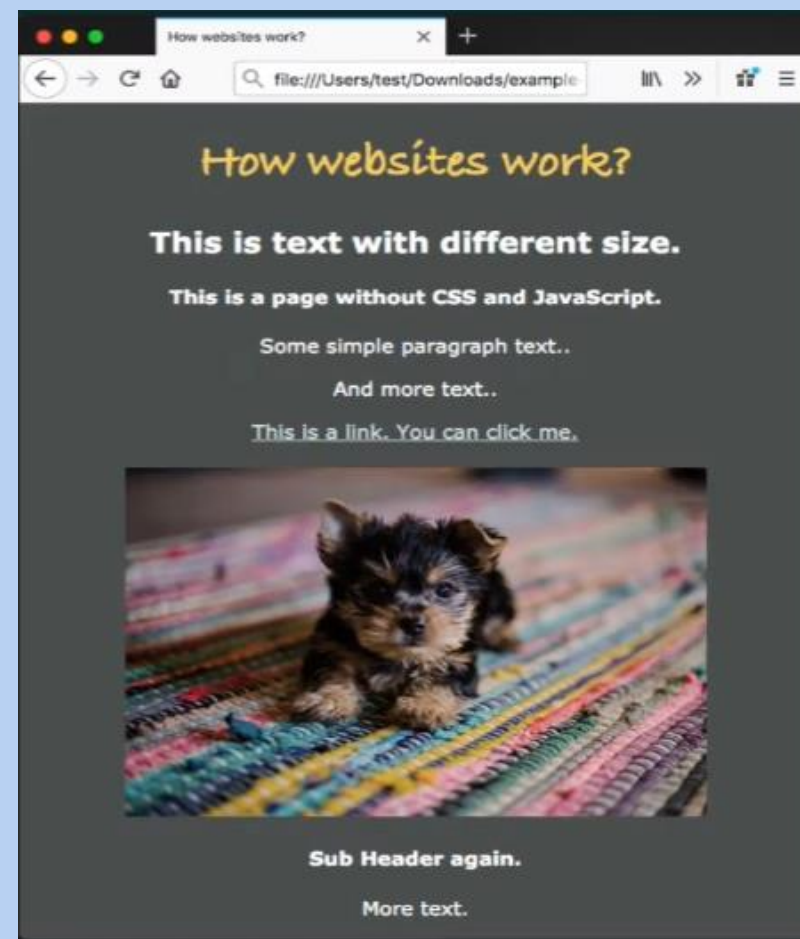 How websites work?
file:///Users/test/Downloads/example
How websites work?
This is text with different size.
This is a page without CSS and JavaScript.
Some simple paragraph text..
And more text..
This is a link. You can click me.
Sub Header again.
More text.